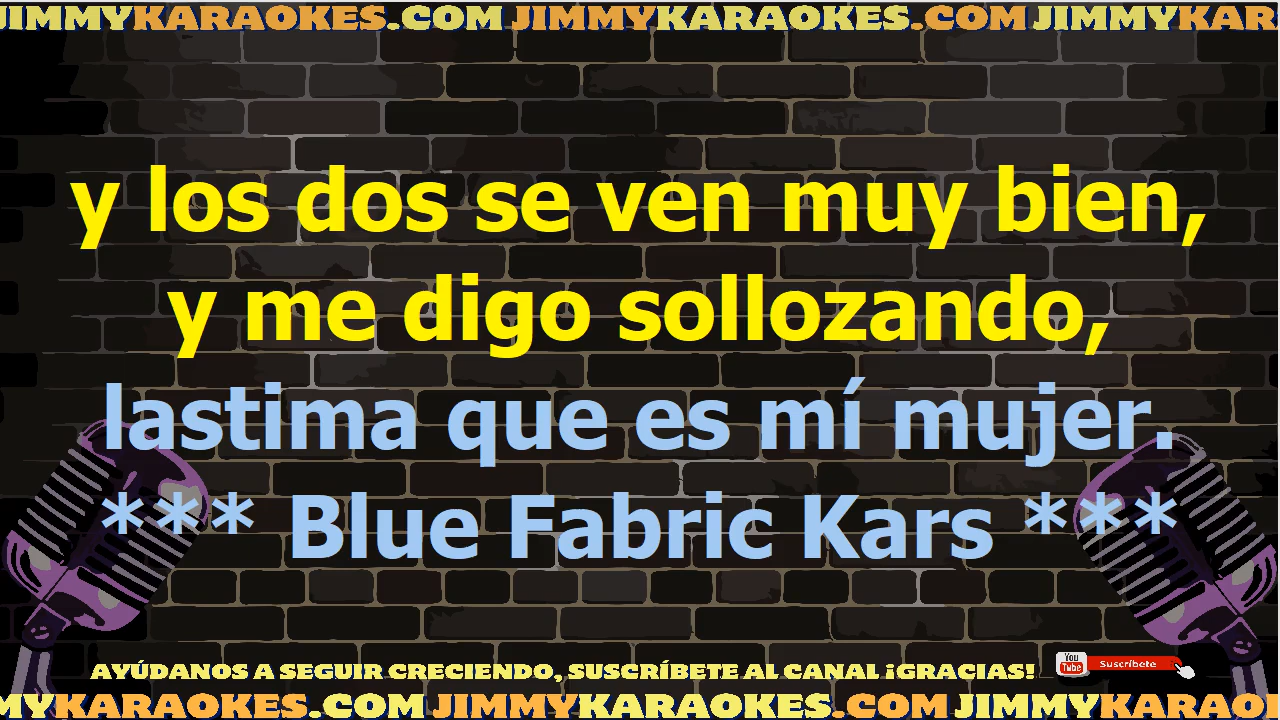 JIMMYKARAOKES.COM JIMMYKARAOKES.COM JIMMYKAR
y los dos se ven muy bien,
y me digo sollozando,
lastima que es mí mujer.
*** Blue Fabric Kars ***
AYÚDANOS A SEGUIR CRECIENDO, SUSCRÍBETE AL CANAL ¡GRACIAS!
You Tube Suscríbete
MYKARAOKES.COM JIMMYKARAOKES.COM JIMMYKARAO